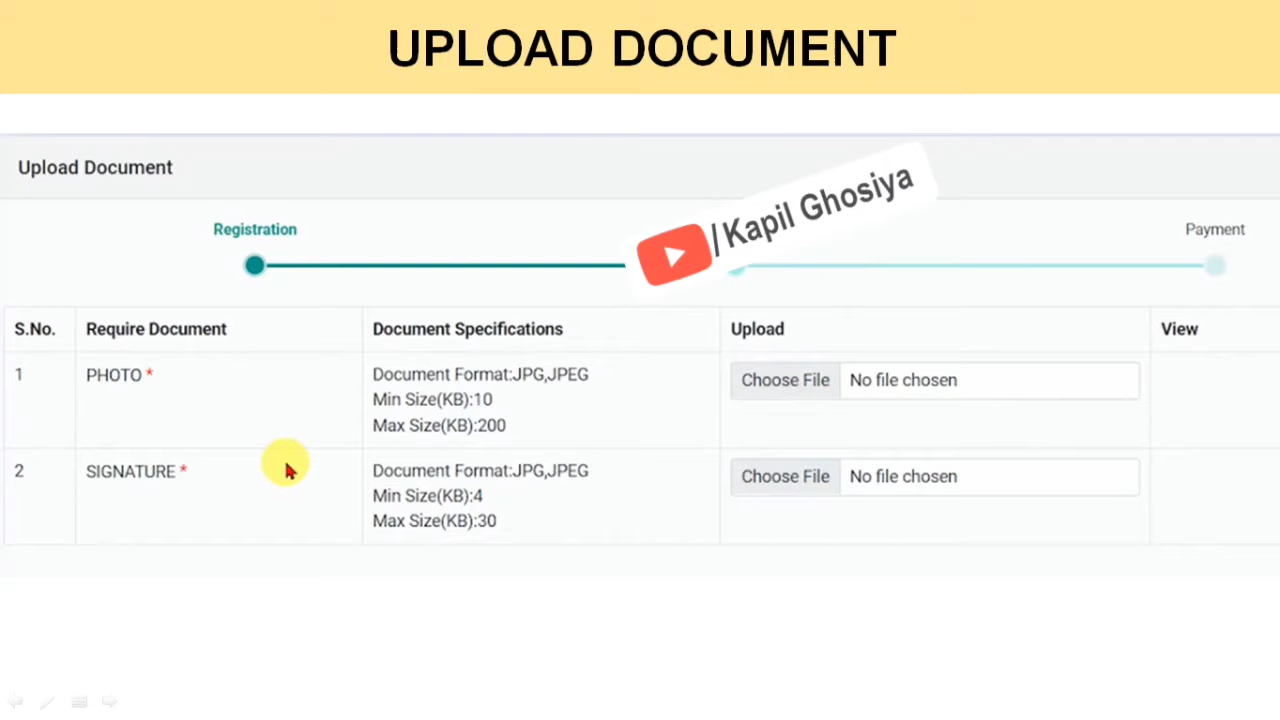 UPLOAD DOCUMENT
Upload Document
/Kapil Ghosiya
Registration
Payment
S.No. Require Document Document Specifications Upload View
1 PHOTO * Document Format:JPG,JPEG Choose File No file chosen
Min Size(KB):10
Max Size(KB):200
2 SIGNATURE * Document Format:JPG,JPEG Choose File No file chosen
Min Size(KB):4
Max Size(KB):30